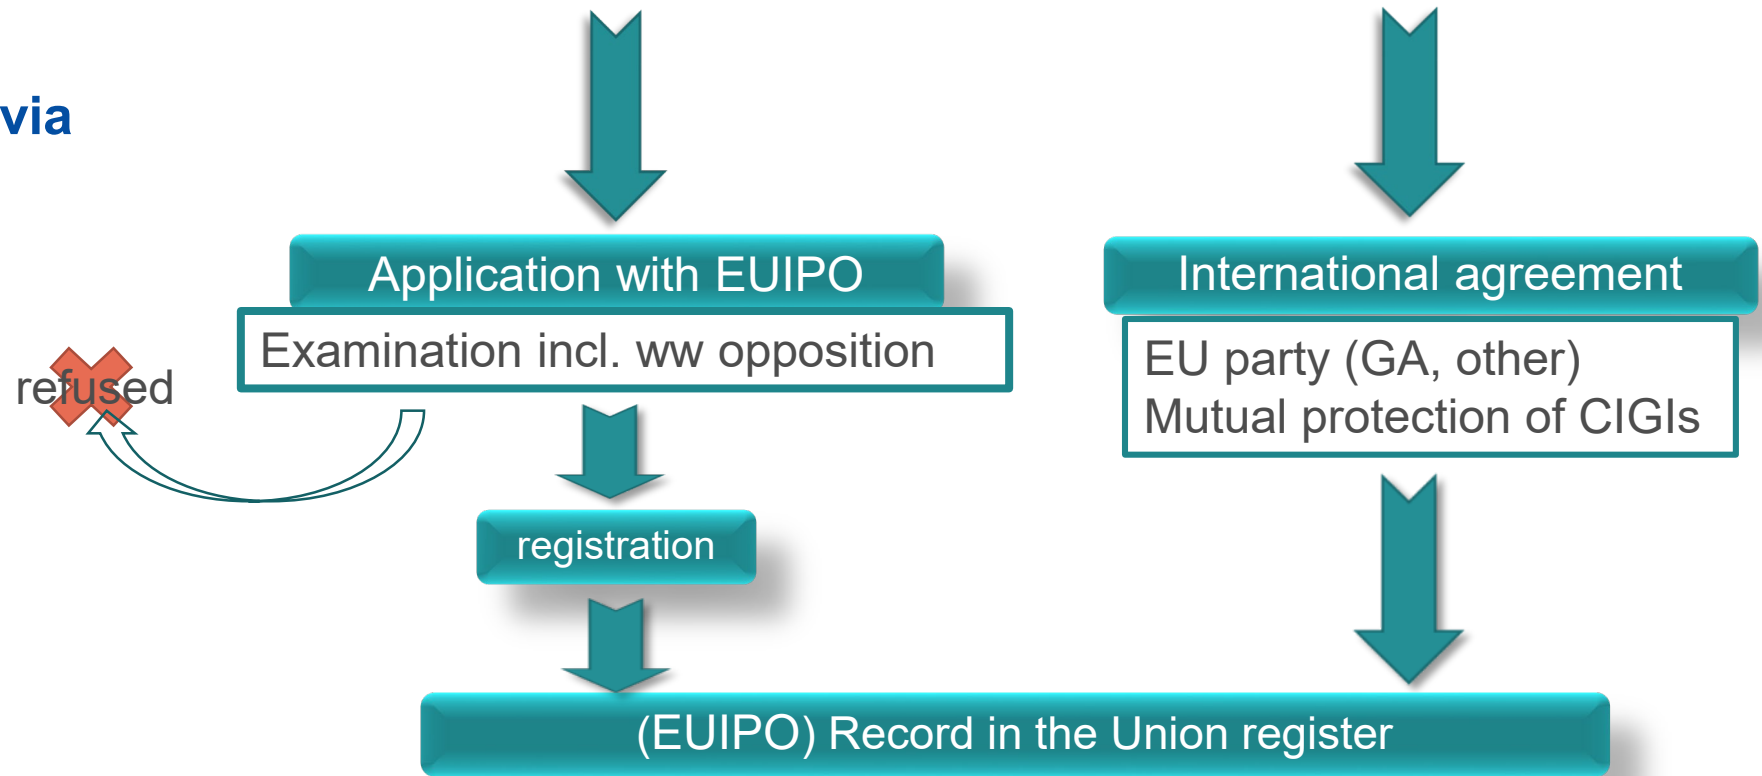 via
Application with EUIPO
International agreement
Examination incl. ww opposition
EU party (GA, other)
Mutual protection of CIGIs
refused
registration
(EUIPO) Record in the Union register